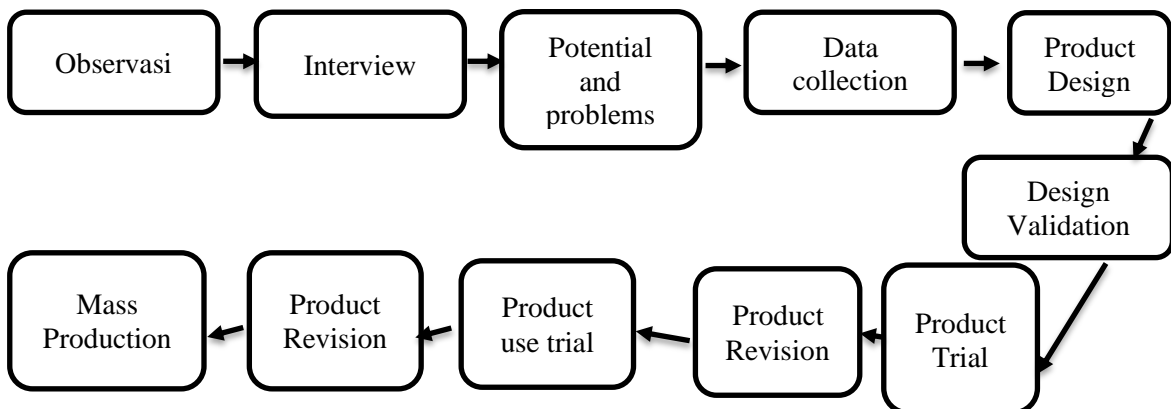 Observasi
Interview
Potential
and
problems
Data
collection
Product
Design
Design
Validation
Product
Trial
Product
Revision
Product
use trial
Product
Revision
Mass
Production